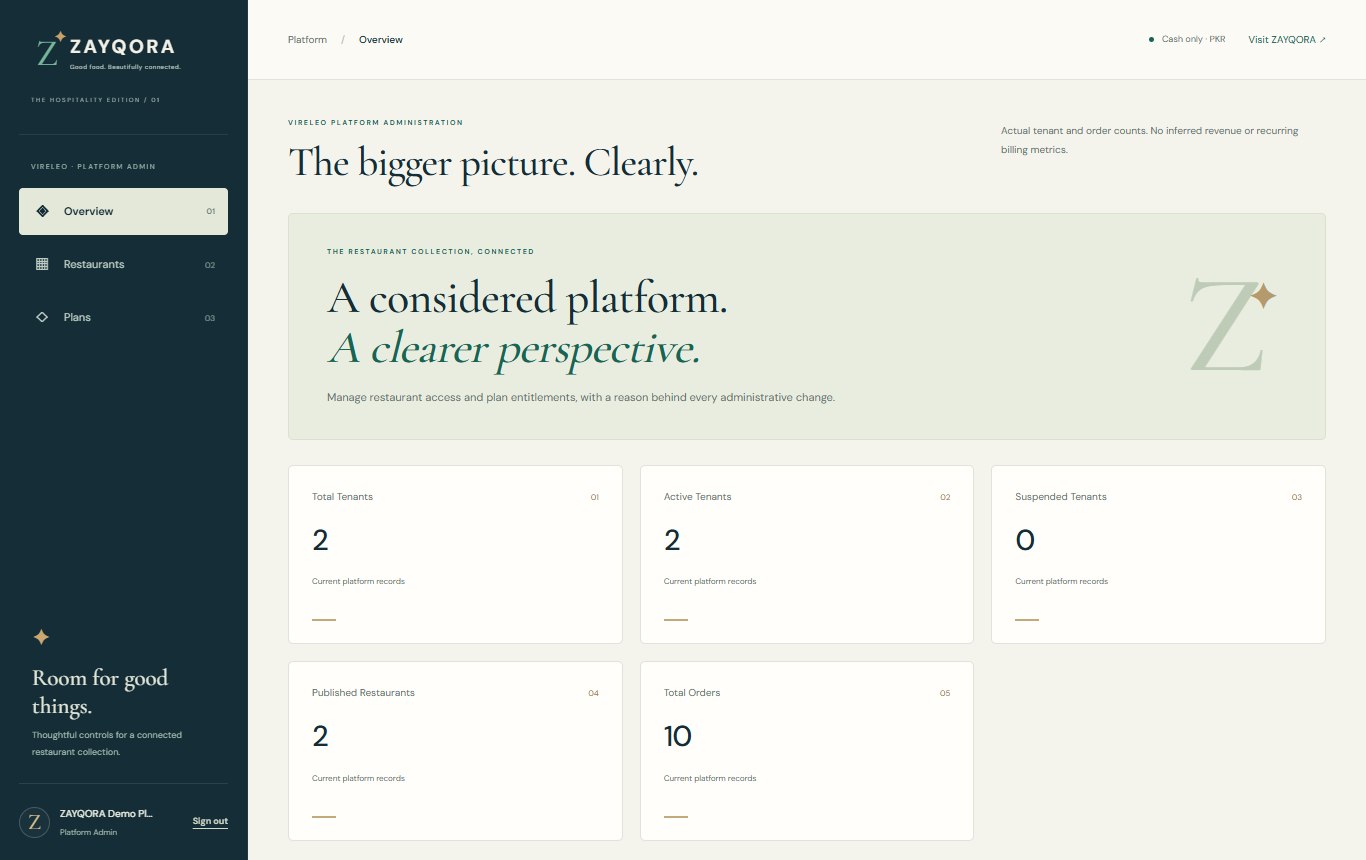 Z ZAYQORA
Good food. Beautifully connected.
THE HOSPITALITY EDITION / 01
VIRELEO · PLATFORM ADMIN
Overview 01
Restaurants 02
Plans 03
Room for good
things.
Thoughtful controls for a connected
restaurant collection.
Z
ZAYQORA Demo Pl...
Platform Admin
Sign out
Platform / Overview
Cash only · PKR
Visit ZAYQORA ↗
VIRELEO PLATFORM ADMINISTRATION
The bigger picture. Clearly.
Actual tenant and order counts. No inferred revenue or recurring
billing metrics.
THE RESTAURANT COLLECTION, CONNECTED
A considered platform.
A clearer perspective.
Manage restaurant access and plan entitlements, with a reason behind every administrative change.
Z
Total Tenants 01
2
Current platform records
Active Tenants 02
2
Current platform records
Suspended Tenants 03
0
Current platform records
Published Restaurants 04
2
Current platform records
Total Orders 05
10
Current platform records